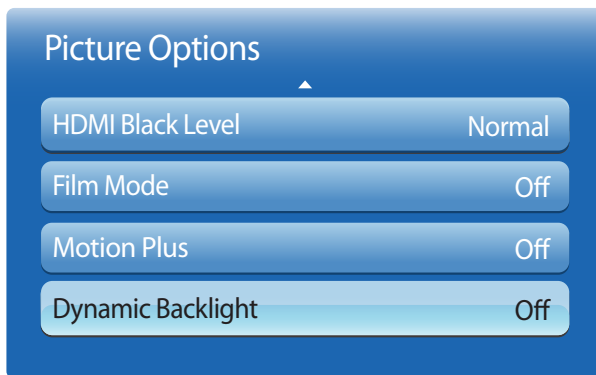 Picture Options
HDMI Black Level Normal
Film Mode Off
Motion Plus Off
Dynamic Backlight Off